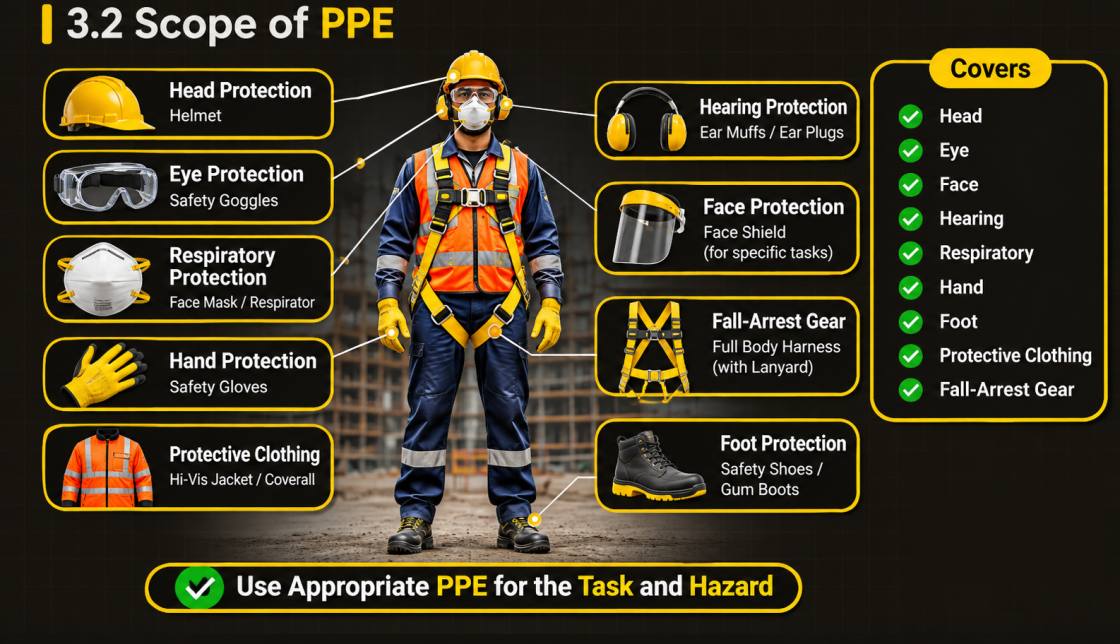 3.2 Scope of PPE
Head Protection
Helmet
Eye Protection
Safety Goggles
Respiratory
Protection
Face Mask / Respirator
Hand Protection
Safety Gloves
Protective Clothing
Hi-Vis Jacket / Coverall
Hearing Protection
Ear Muffs / Ear Plugs
Face Protection
Face Shield
(for specific tasks)
Fall-Arrest Gear
Full Body Harness
(with Lanyard)
Foot Protection
Safety Shoes /
Gum Boots
Covers
Head
Eye
Face
Hearing
Respiratory
Hand
Foot
Protective Clothing
Fall-Arrest Gear
Use Appropriate PPE for the Task and Hazard